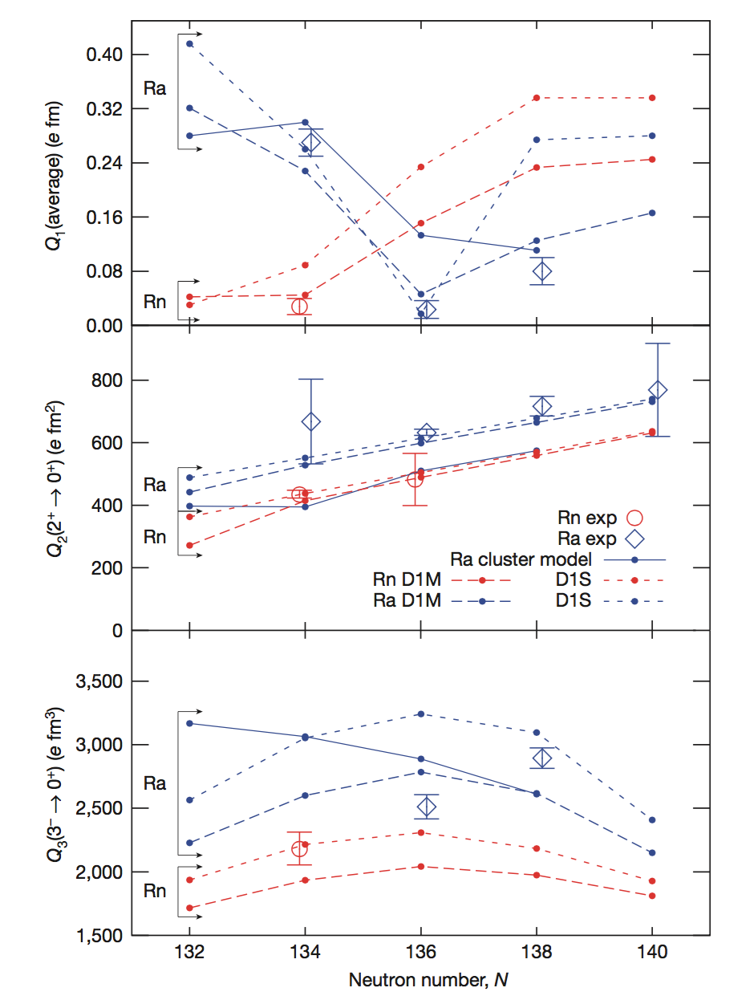 0.40
Ra
0.32
0.24
Q1(average) (e fm)
0.16
0.08
Rn
0.00
800
600
Q2(2⁺ → 0⁺) (e fm²)
Ra
400
Rn
200
0
Rn exp
Ra exp
Ra cluster model
Rn D1M D1S
Ra D1M D1S
3,500
3,000
Ra
2,500
Q3(3⁻ → 0⁺) (e fm³)
2,000
Rn
1,500
132 134 136 138 140
Neutron number, N